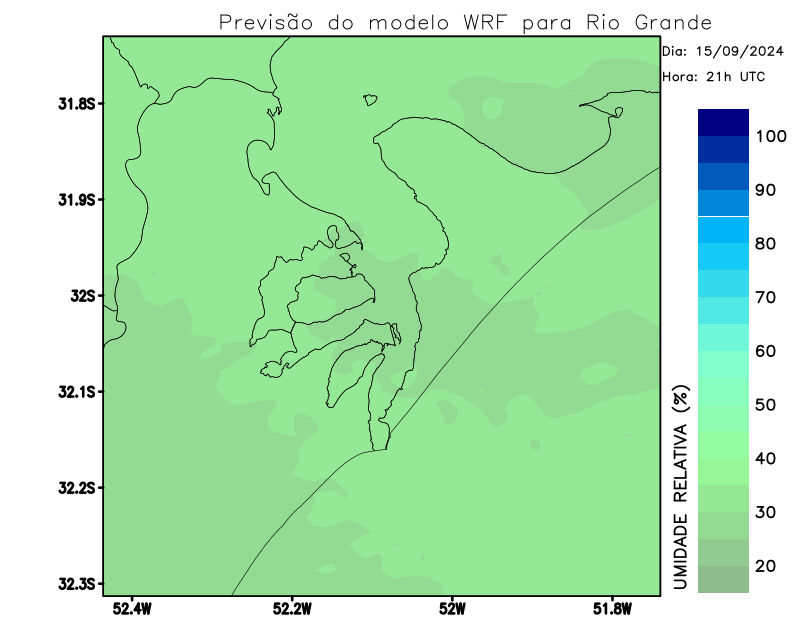 Previsão do modelo WRF para Rio Grande
Dia: 15/09/2024
Hora: 21h UTC
31.8S
31.9S
32S
32.1S
32.2S
32.3S
52.4W
52.2W
52W
51.8W
100
90
80
70
60
50
40
30
20
UMIDADE RELATIVA (%)